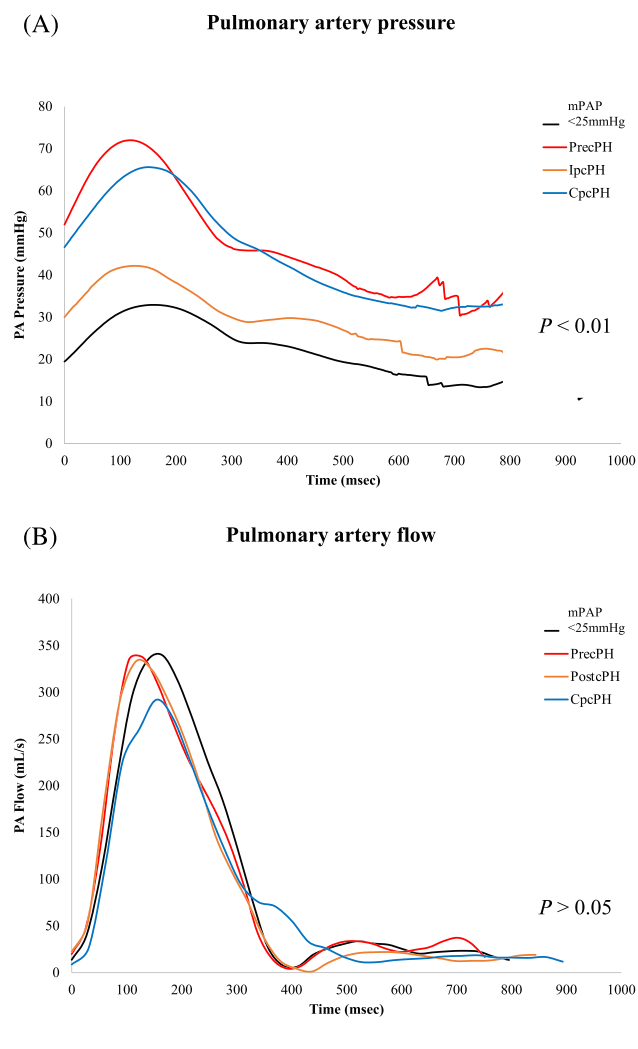 (A)
Pulmonary artery pressure
mPAP
<25mmHg
PrecPH
IpcPH
CpcPH
PA Pressure (mmHg)
80
70
60
50
40
30
20
10
0
P < 0.01
0 100 200 300 400 500 600 700 800 900 1000
Time (msec)
(B)
Pulmonary artery flow
mPAP
<25mmHg
PrecPH
PostcPH
CpcPH
PA Flow (mL/s)
400
350
300
250
200
150
100
50
0
P > 0.05
0 100 200 300 400 500 600 700 800 900 1000
Time (msec)